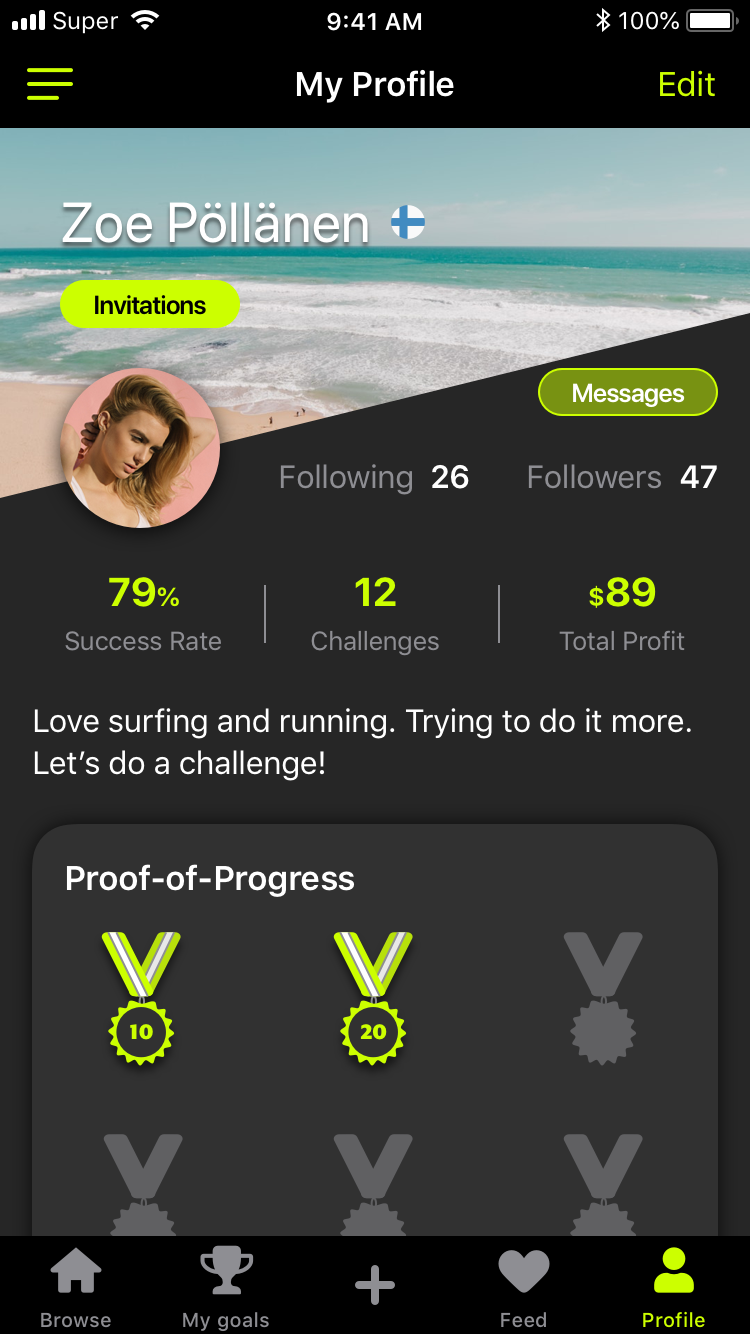 Super 9:41 AM 100%
My Profile Edit
Zoe Pöllänen
Invitations
Messages
Following 26 Followers 47
79% 12 $89
Success Rate Challenges Total Profit
Love surfing and running. Trying to do it more.
Let’s do a challenge!
Proof-of-Progress
10 20
Browse My goals Feed Profile